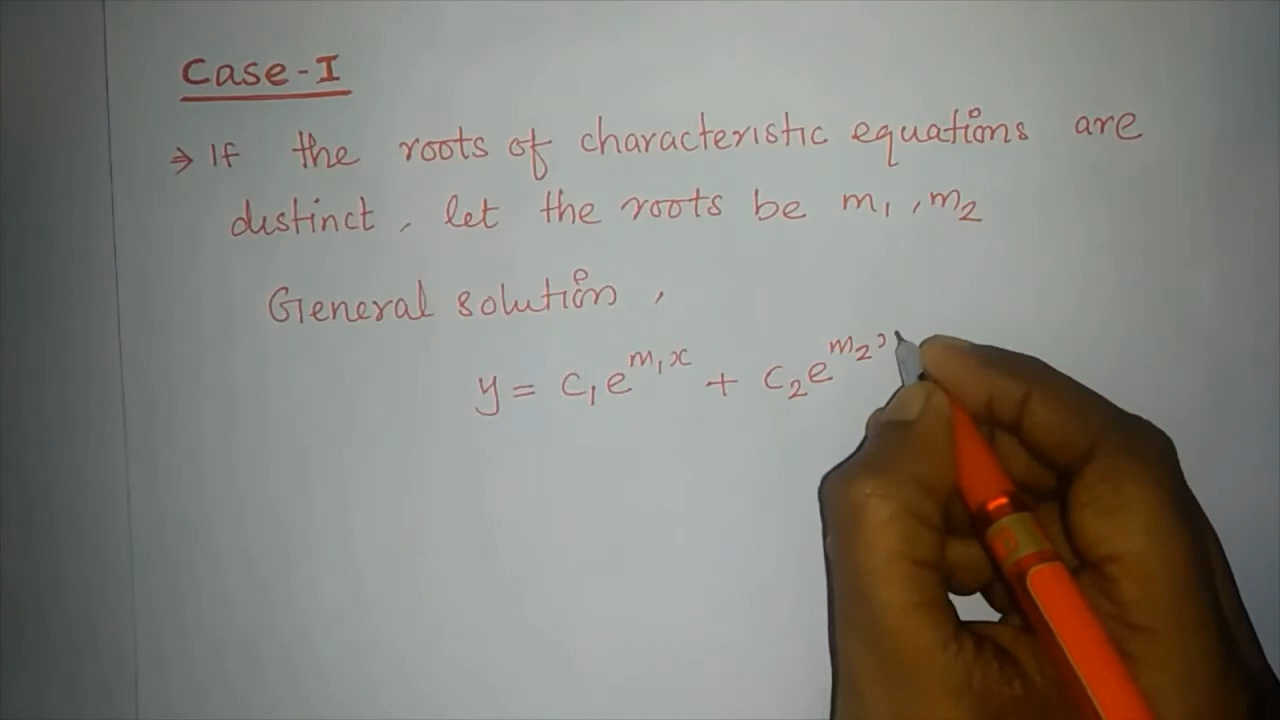 Case-I
⇒ If the roots of characteristic equations are
distinct, let the roots be m₁, m₂
General solution,
y = c₁e^{m₁x} + c₂e^{m₂